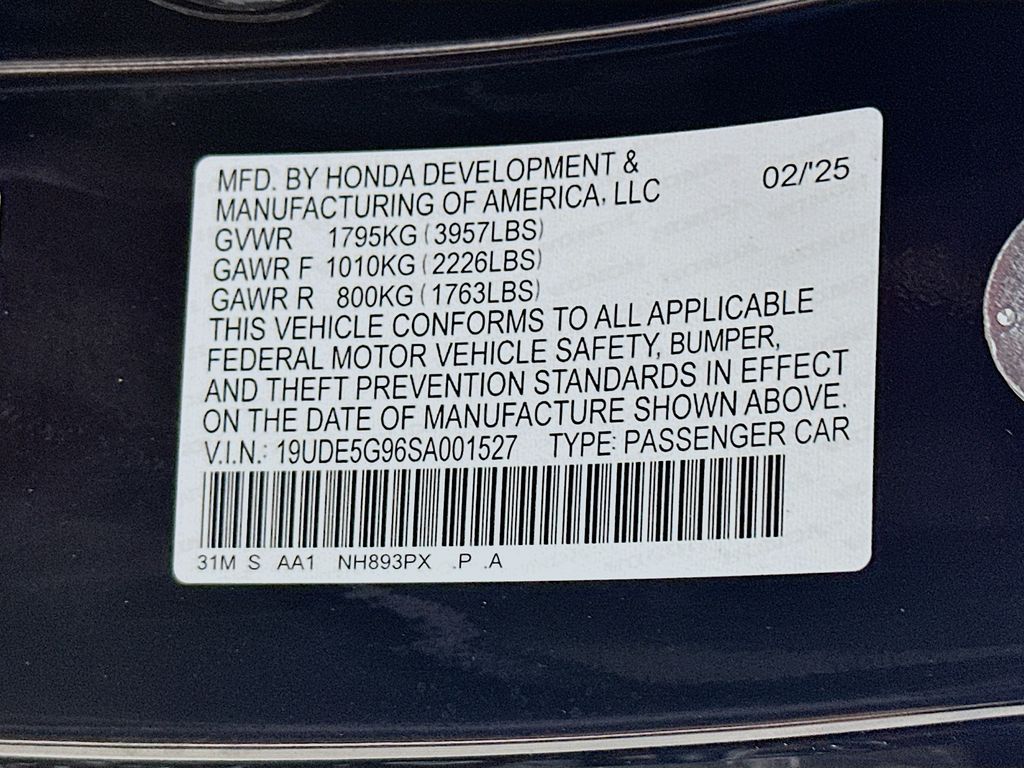 MFD. BY HONDA DEVELOPMENT & 02/'25
MANUFACTURING OF AMERICA, LLC
GVWR 1795KG (3957LBS)
GAWR F 1010KG (2226LBS)
GAWR R 800KG (1763LBS)
THIS VEHICLE CONFORMS TO ALL APPLICABLE
FEDERAL MOTOR VEHICLE SAFETY, BUMPER,
AND THEFT PREVENTION STANDARDS IN EFFECT
ON THE DATE OF MANUFACTURE SHOWN ABOVE.
V.I.N.: 19UDE5G96SA001527 TYPE: PASSENGER CAR
31M S AA1 NH893PX .P .A